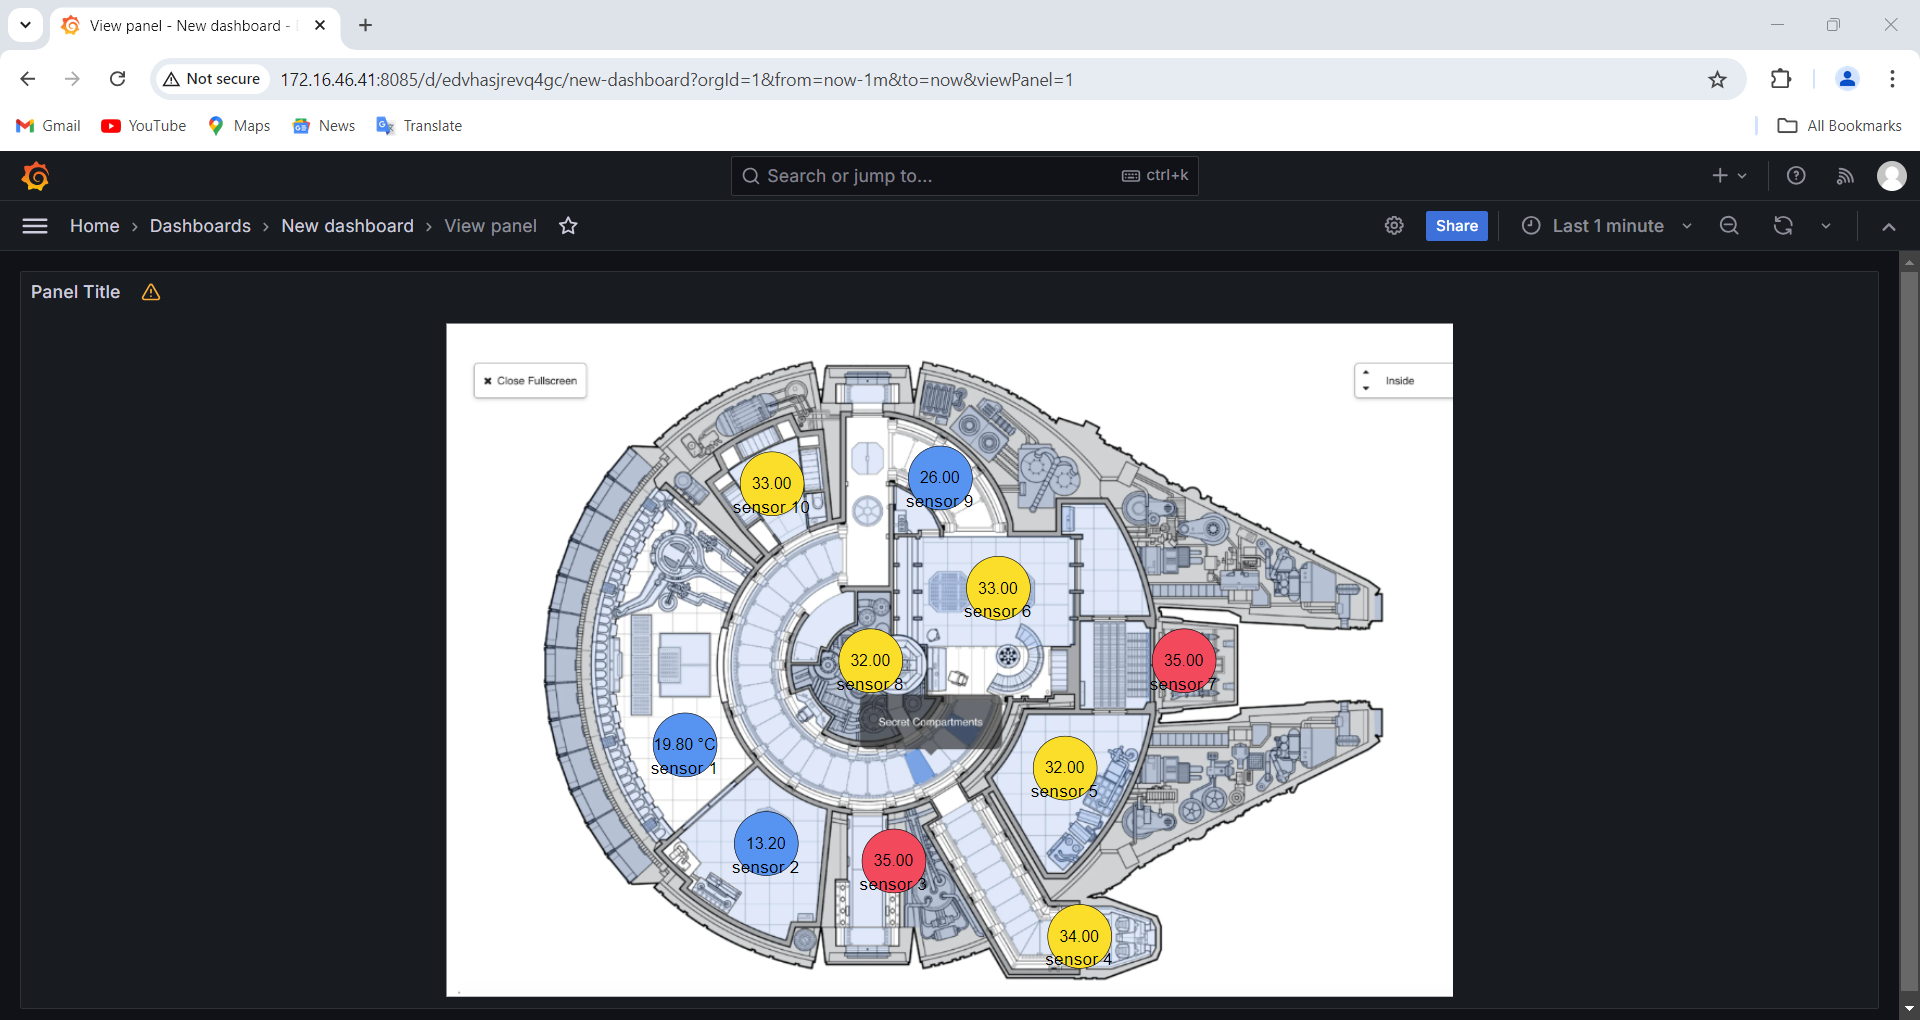 View panel - New dashboard -
Not secure
172.16.46.41:8085/d/edvhasjrevq4gc/new-dashboard?orgId=1&from=now-1m&to=now&viewPanel=1
Gmail
YouTube
Maps
News
Translate
All Bookmarks
Search or jump to...
ctrl+k
Home › Dashboards › New dashboard › View panel
Share
Last 1 minute
Panel Title
Close Fullscreen
Inside
33.00
sensor 10
26.00
sensor 9
33.00
sensor 6
32.00
sensor 8
35.00
sensor 7
Secret Compartments
19.80 °C
sensor 1
32.00
sensor 5
13.20
sensor 2
35.00
sensor 3
34.00
sensor 4